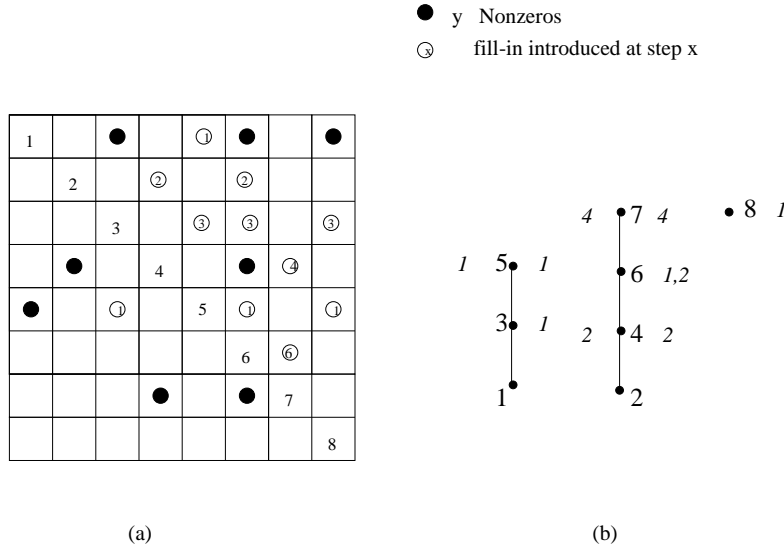 y Nonzeros
x fill-in introduced at step x
1 1
2 2 2
3 3 3 3
4 4
1 5 1 1
6 6
7
8
4 7 4
8 1
1 5 1
6 1,2
3 1
2 4 2
1
2
(a)
(b)